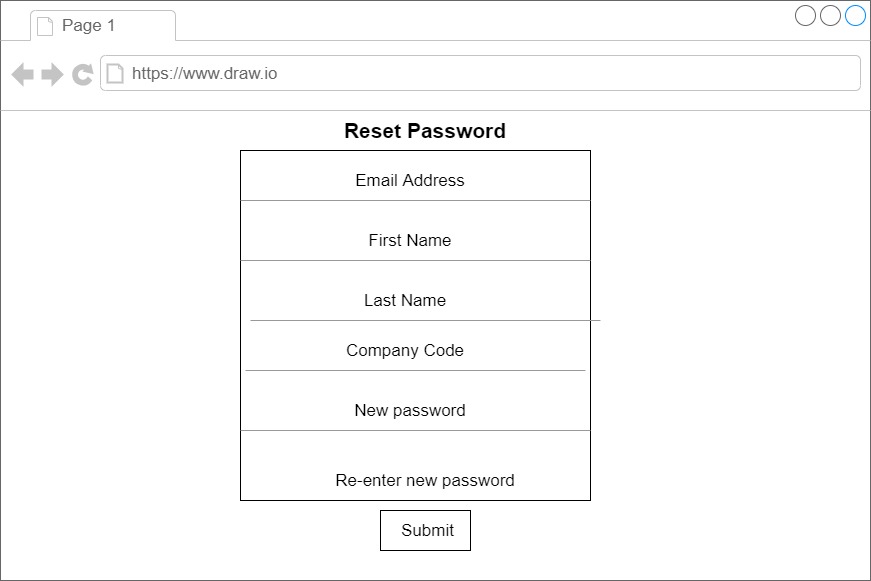 Page 1
https://www.draw.io
Reset Password
Email Address
First Name
Last Name
Company Code
New password
Re-enter new password
Submit